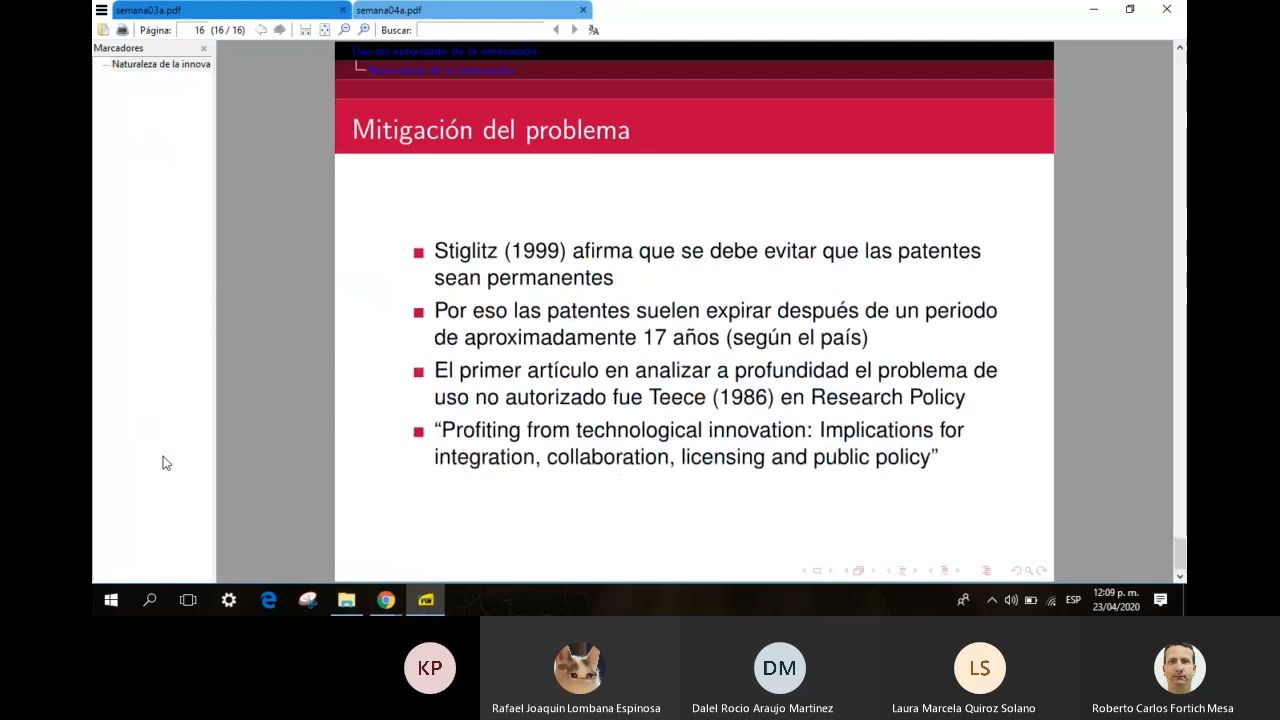 semana03a.pdf
semana04a.pdf
Página: 16 (16 / 16) Buscar:
Marcadores
Naturaleza de la innova
Uso no autorizado de la innovación
Naturaleza de la innovación
Mitigación del problema
Stiglitz (1999) afirma que se debe evitar que las patentes
sean permanentes
Por eso las patentes suelen expirar después de un periodo
de aproximadamente 17 años (según el país)
El primer artículo en analizar a profundidad el problema de
uso no autorizado fue Teece (1986) en Research Policy
“Profiting from technological innovation: Implications for
integration, collaboration, licensing and public policy”
ESP
12:09 p. m.
23/04/2020
KP
DM
LS
Rafael Joaquin Lombana Espinosa
Dalel Rocio Araujo Martinez
Laura Marcela Quiroz Solano
Roberto Carlos Fortich Mesa